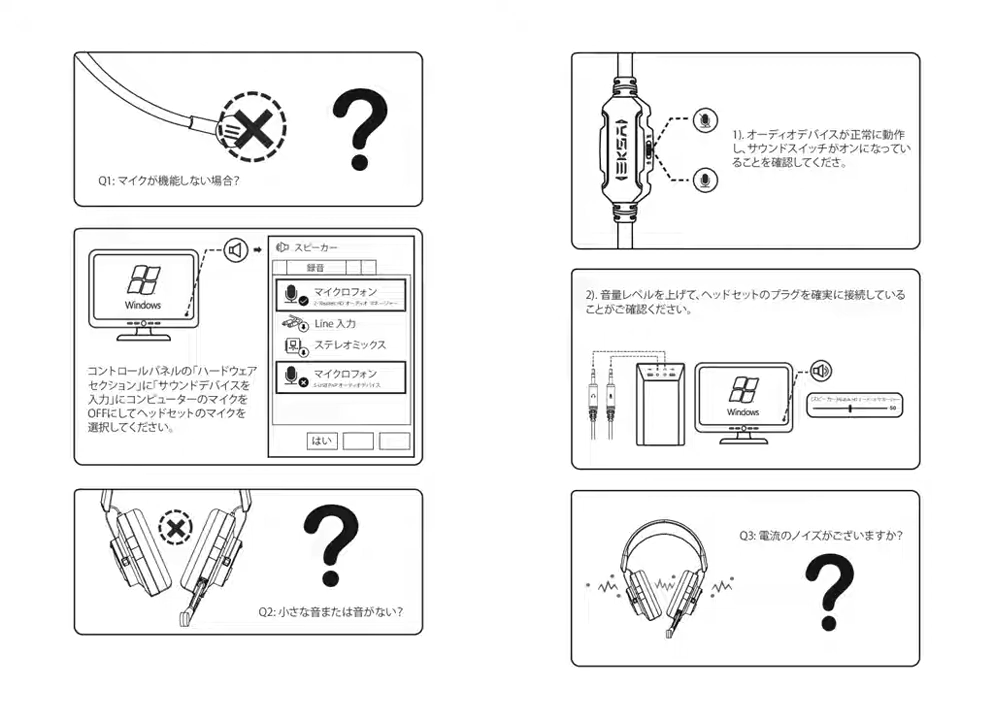 Q1: マイクが機能しない場合?
Windows
コントロールパネルの「ハードウェア
セクション」に「サウンドデバイスを
入力」にコンピューターのマイクを
OFFにしてヘッドセットのマイクを
選択してください。
スピーカー
録音
マイクロフォン
Line 入力
ステレオミックス
マイクロフォン
はい
Q2: 小さな音または音がない?
EKSA
1). オーディオデバイスが正常に動作
し、サウンドスイッチがオンになってい
ることを確認してくださ。
2). 音量レベルを上げて、ヘッドセットのプラグを確実に接続している
ことがご確認ください。
Windows
50
Q3: 電流のノイズがございますか?